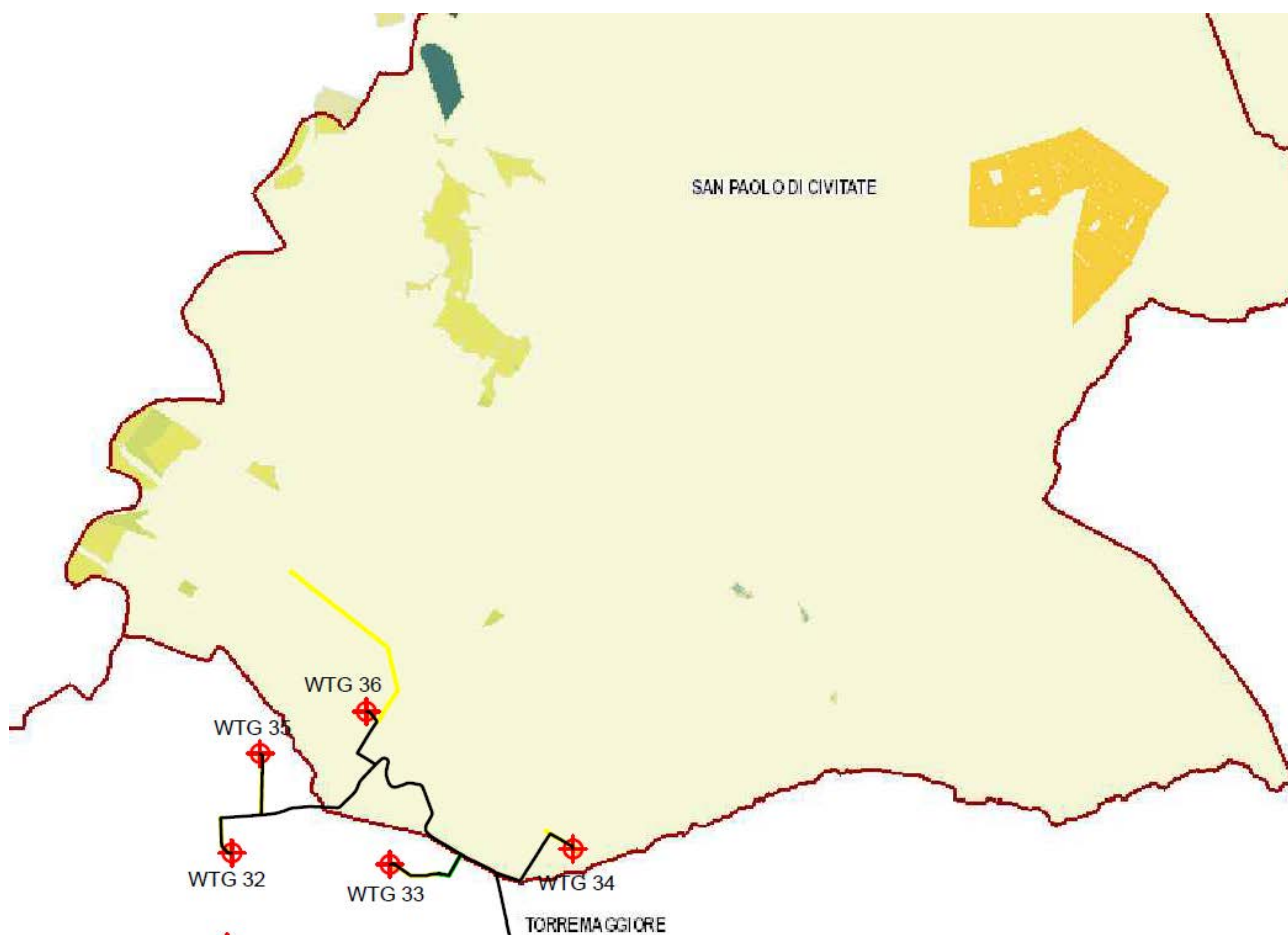 SAN PAOLO DI CIVITATE
WTG 36
WTG 35
WTG 32
WTG 33
WTG 34
TORREMAGGIORE